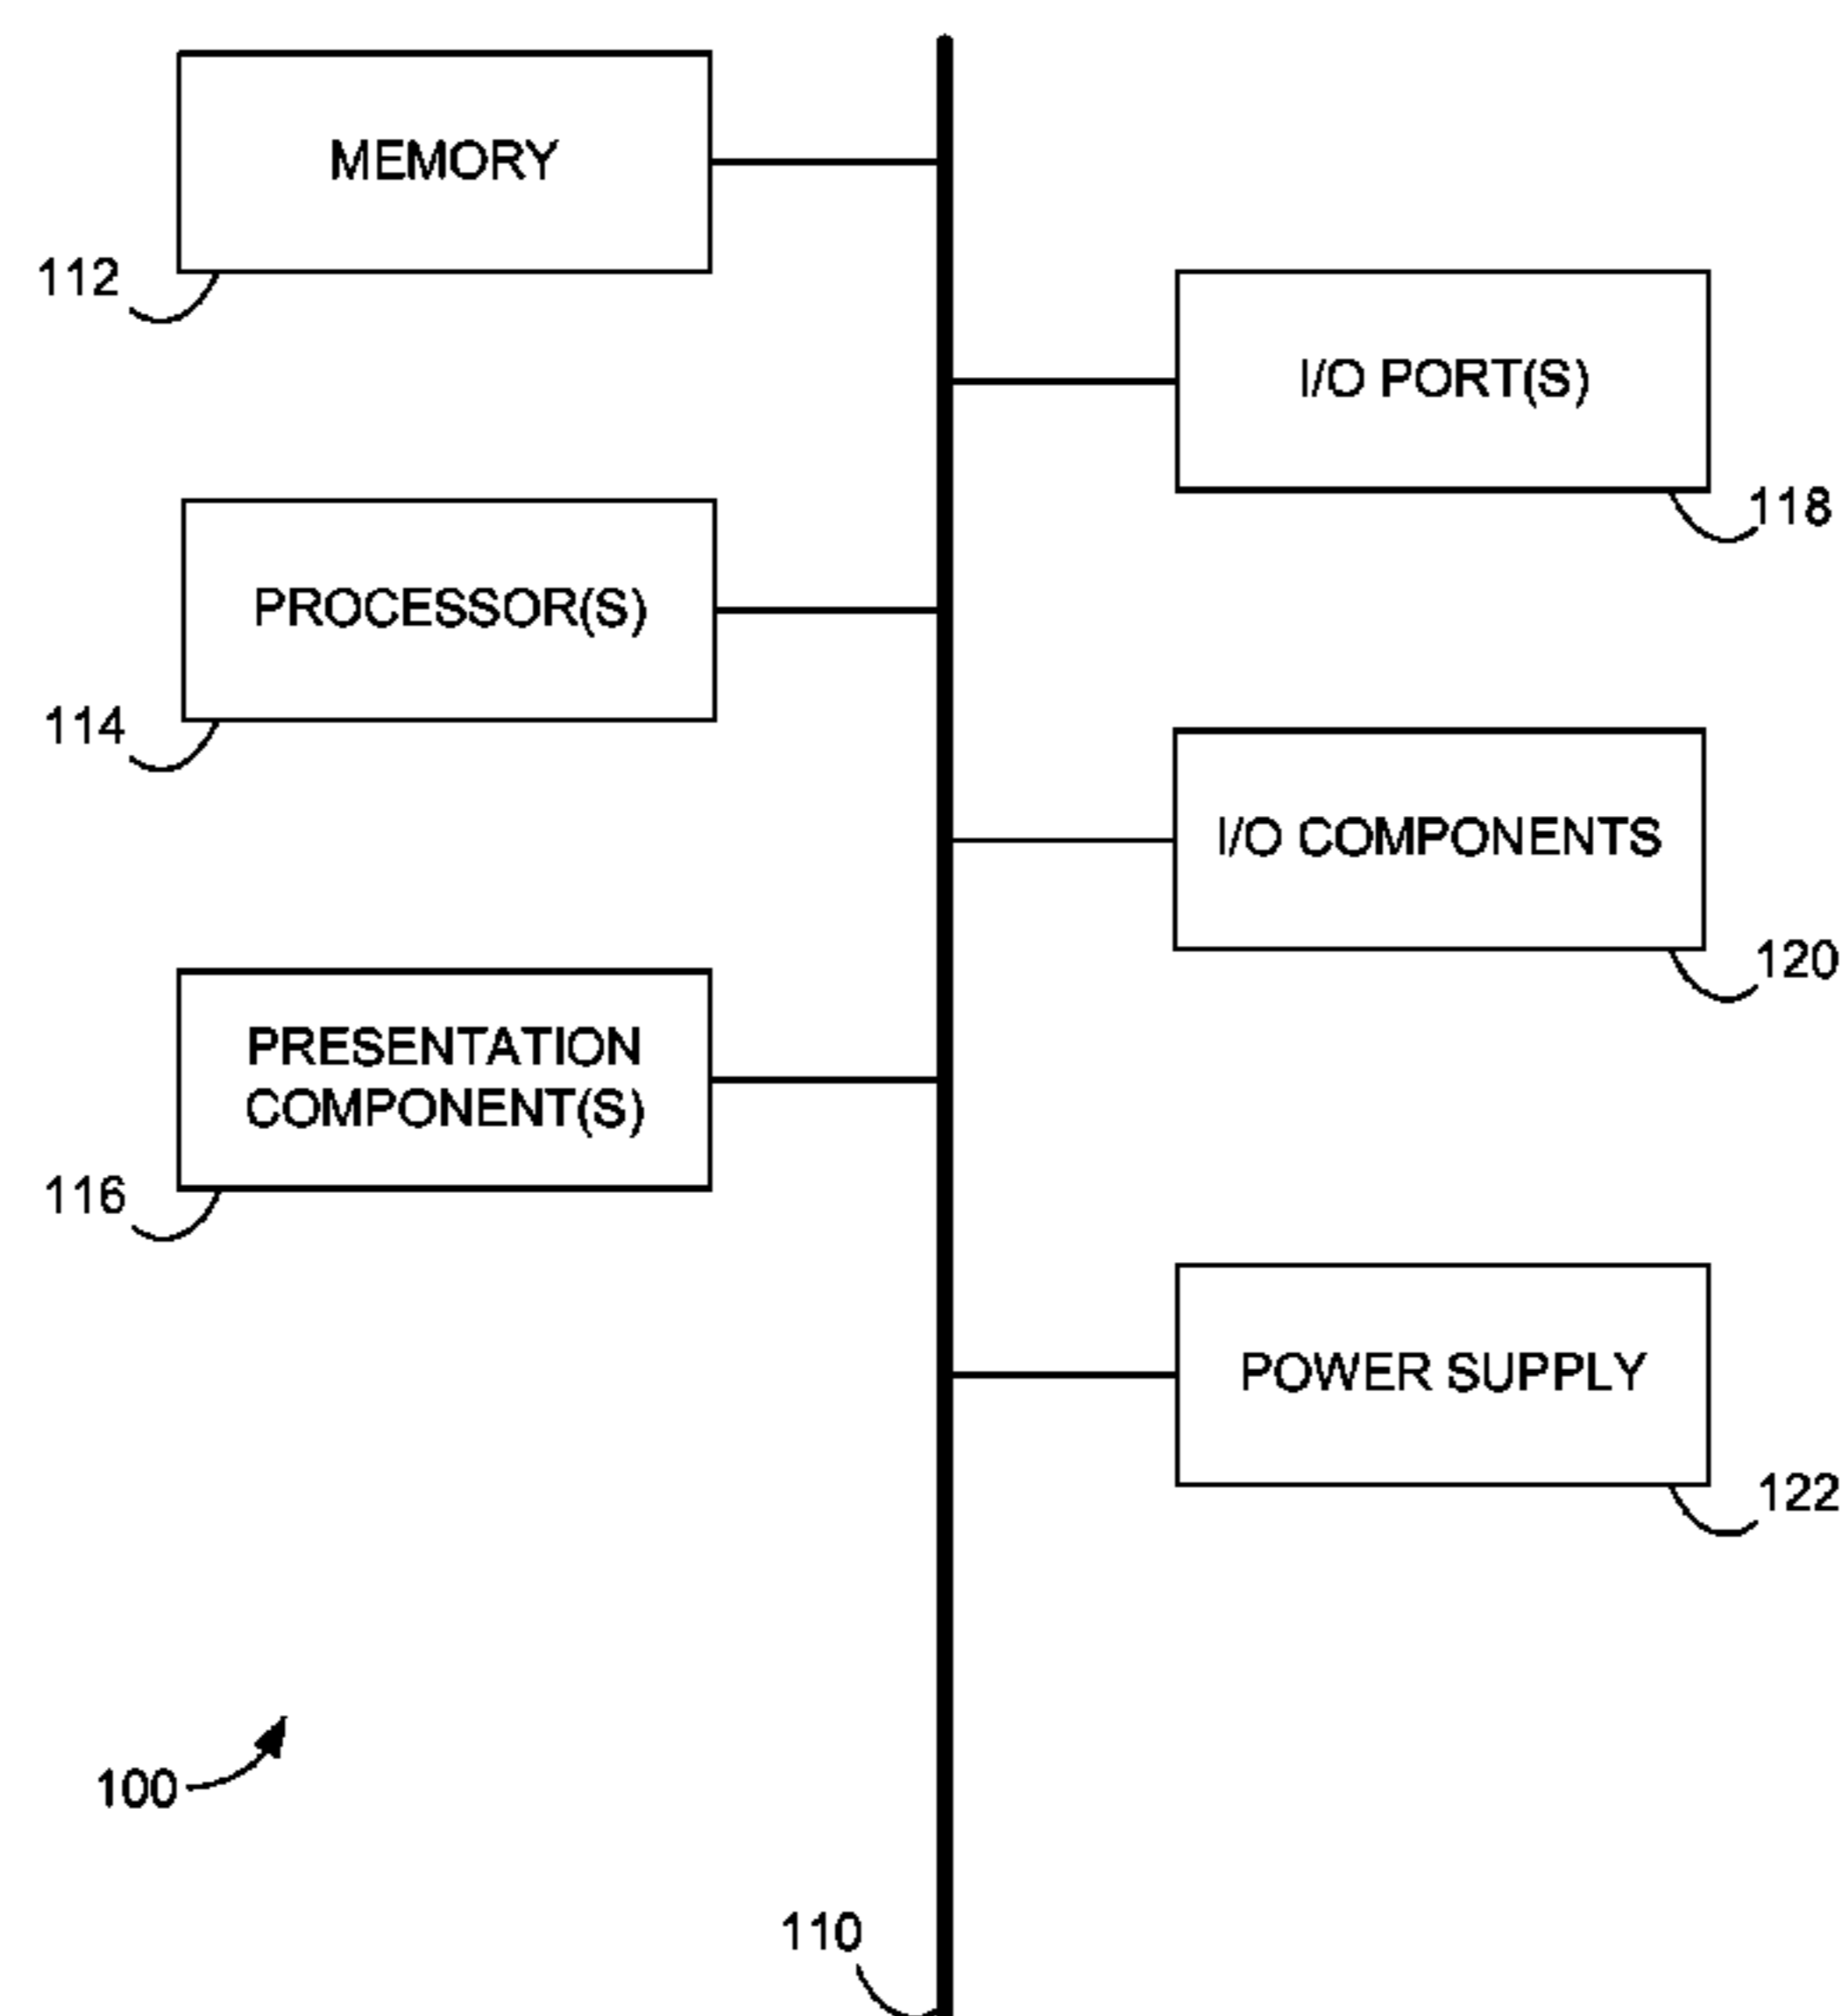 MEMORY
112
I/O PORT(S)
118
PROCESSOR(S)
114
I/O COMPONENTS
120
PRESENTATION
COMPONENT(S)
116
POWER SUPPLY
122
100
110